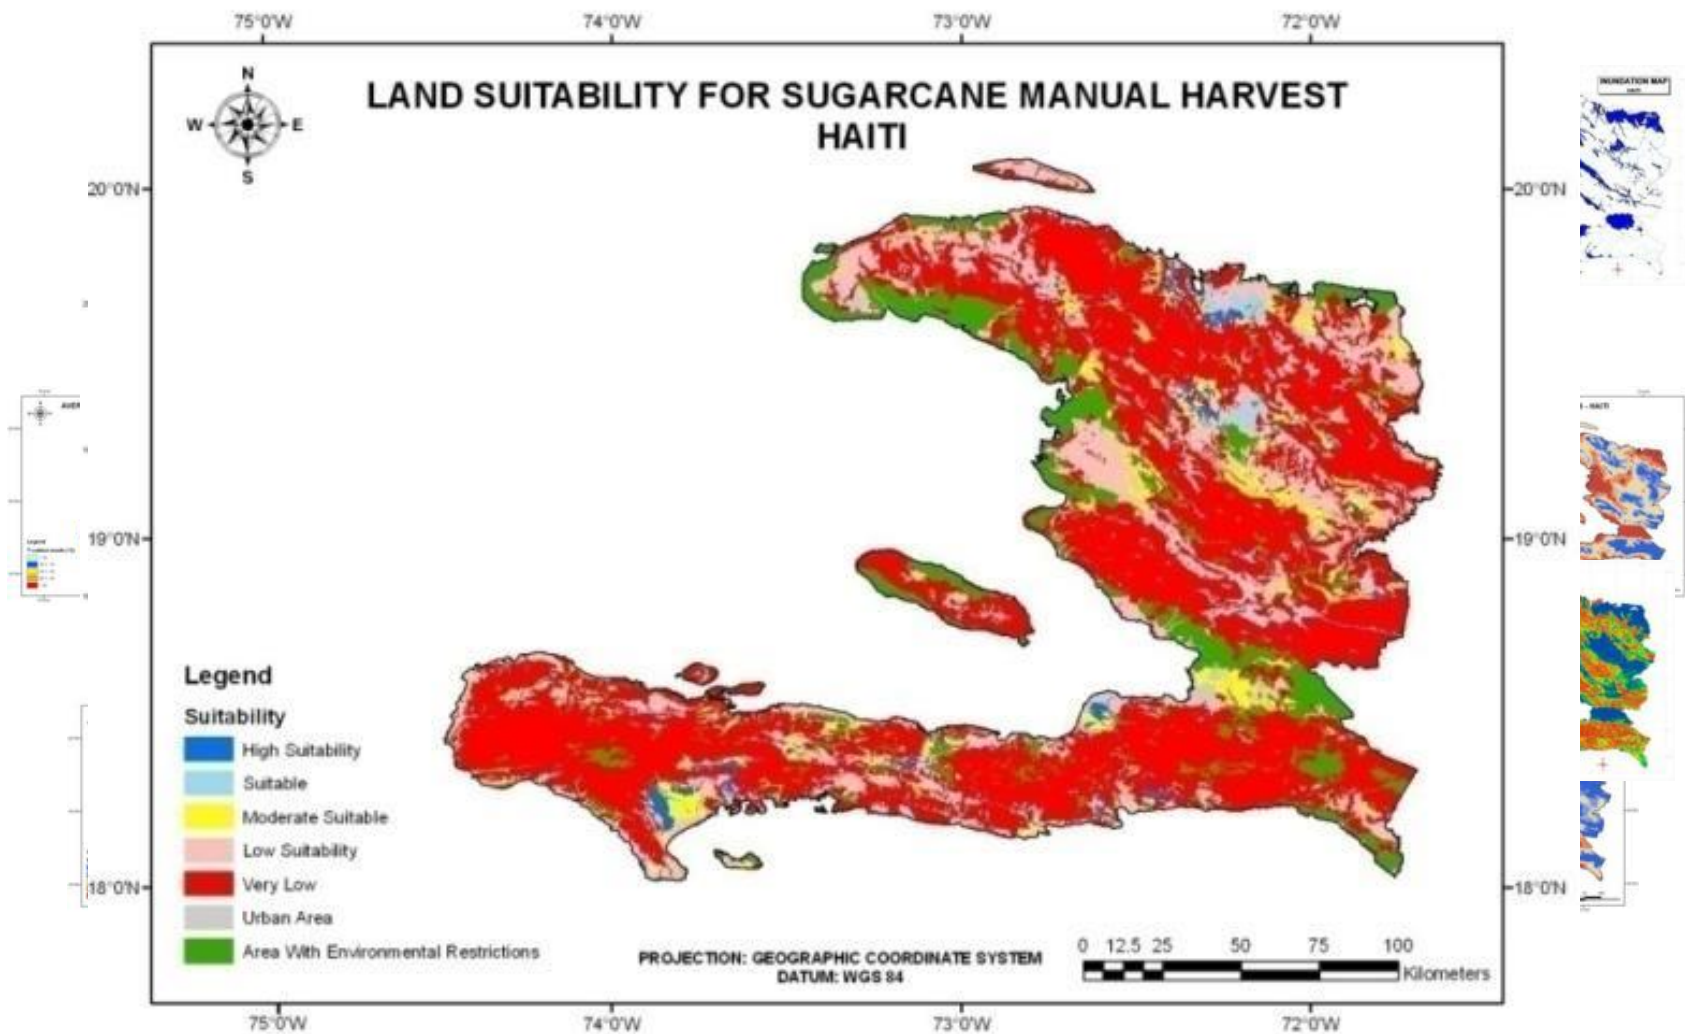 75°0'W 74°0'W 73°0'W 72°0'W
N
W E
S
LAND SUITABILITY FOR SUGARCANE MANUAL HARVEST
HAITI
INUNDATION MAP
20°0'N 20°0'N
- HAITI
19°0'N 19°0'N
Legend
Suitability
High Suitability
Suitable
Moderate Suitable
Low Suitability
Very Low
Urban Area
Area With Environmental Restrictions
18°0'N 18°0'N
PROJECTION: GEOGRAPHIC COORDINATE SYSTEM
DATUM: WGS 84
0 12.5 25 50 75 100
Kilometers
75°0'W 74°0'W 73°0'W 72°0'W